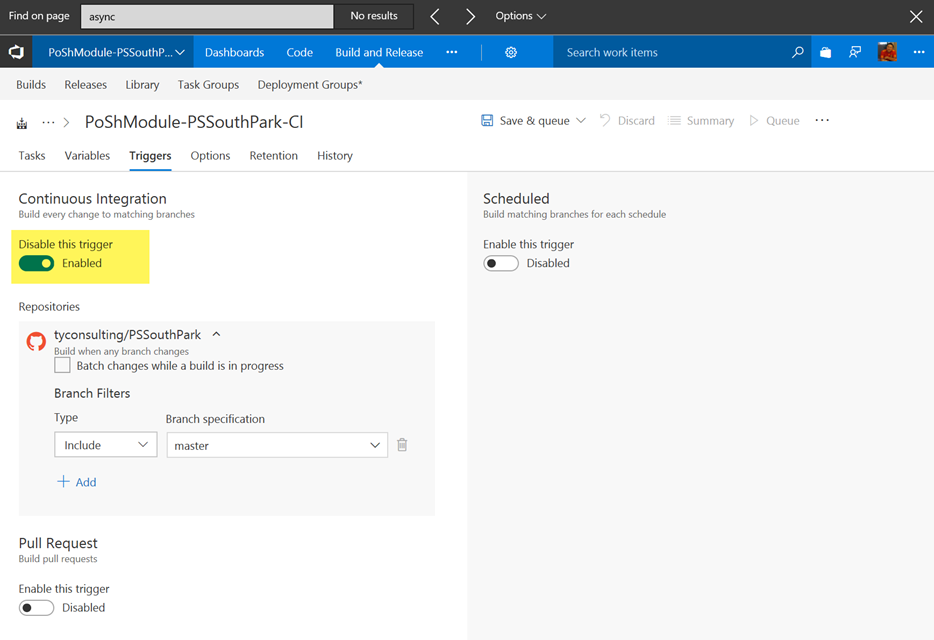 Find on page async No results Options
PoShModule-PSSouthP... Dashboards Code Build and Release ... Search work items ...
Builds Releases Library Task Groups Deployment Groups*
... PoShModule-PSSouthPark-CI Save & queue Discard Summary Queue ...
Tasks Variables Triggers Options Retention History
Continuous Integration
Build every change to matching branches
Disable this trigger
Enabled
Repositories
tyconsulting/PSSouthPark
Build when any branch changes
Batch changes while a build is in progress
Branch Filters
Type Branch specification
Include master
+ Add
Pull Request
Build pull requests
Enable this trigger
Disabled
Scheduled
Build matching branches for each schedule
Enable this trigger
Disabled